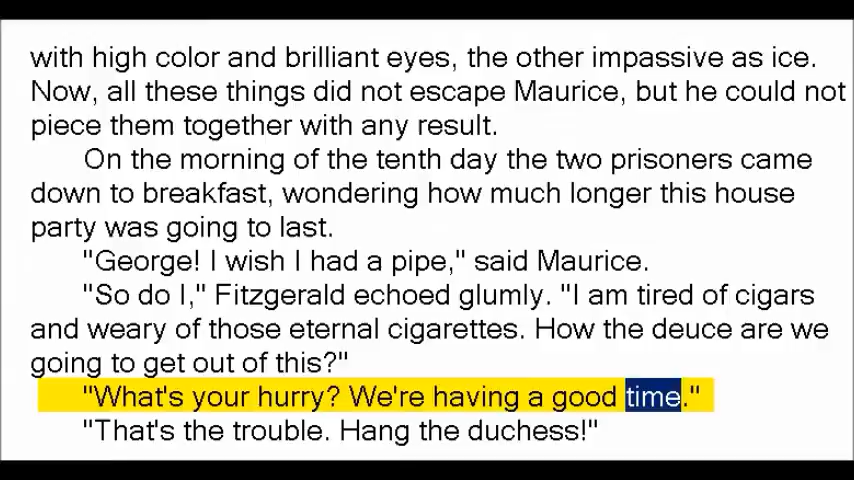 with high color and brilliant eyes, the other impassive as ice.
Now, all these things did not escape Maurice, but he could not
piece them together with any result.
On the morning of the tenth day the two prisoners came
down to breakfast, wondering how much longer this house
party was going to last.
"George! I wish I had a pipe," said Maurice.
"So do I," Fitzgerald echoed glumly. "I am tired of cigars
and weary of those eternal cigarettes. How the deuce are we
going to get out of this?"
"What's your hurry? We're having a good time."
"That's the trouble. Hang the duchess!"